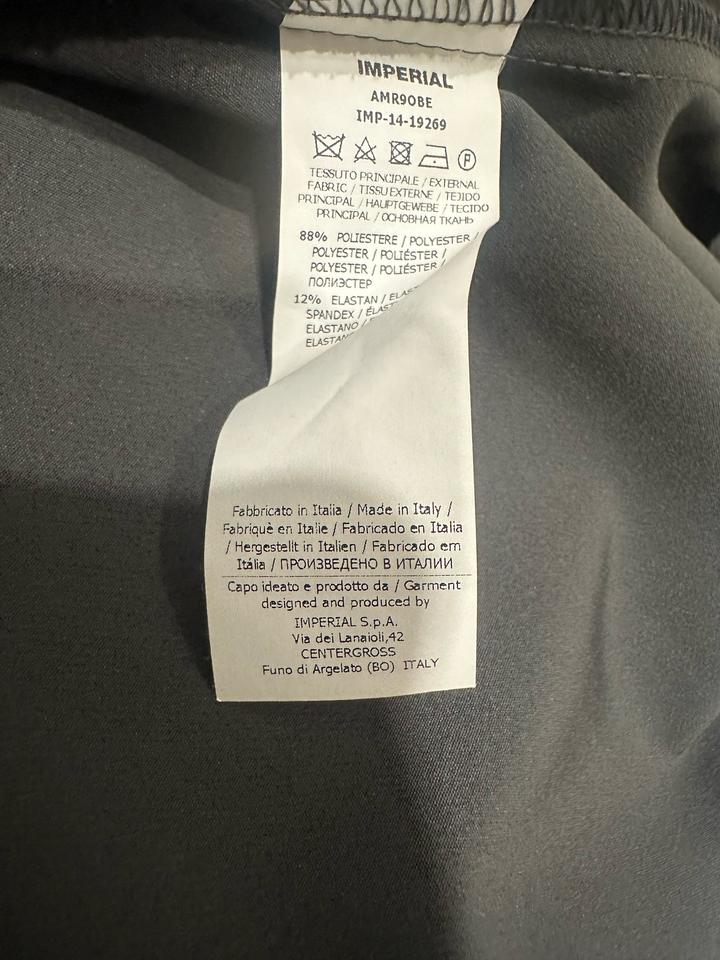 IMPERIAL
AMR9OBE
IMP-14-19269
P
TESSUTO PRINCIPALE / EXTERNAL
FABRIC / TISSU EXTERNE / TEJIDO
PRINCIPAL / HAUPTGEWEBE / TECIDO
PRINCIPAL / ОСНОВНАЯ ТКАНЬ
88% POLIESTERE / POLYESTER /
POLYESTER / POLIÉSTER /
POLYESTER / POLIÉSTER /
ПОЛИЭСТЕР
12% ELASTAN /
SPANDEX /
ELASTANO /
Fabbricato in Italia / Made in Italy /
Fabriquè en Italie / Fabricado en Italia
/ Hergestellt in Italien / Fabricado em
Itália / ПРОИЗВЕДЕНО В ИТАЛИИ
Capo ideato e prodotto da / Garment
designed and produced by
IMPERIAL S.p.A.
Via dei Lanaioli,42
CENTERGROSS
Funo di Argelato (BO) ITALY